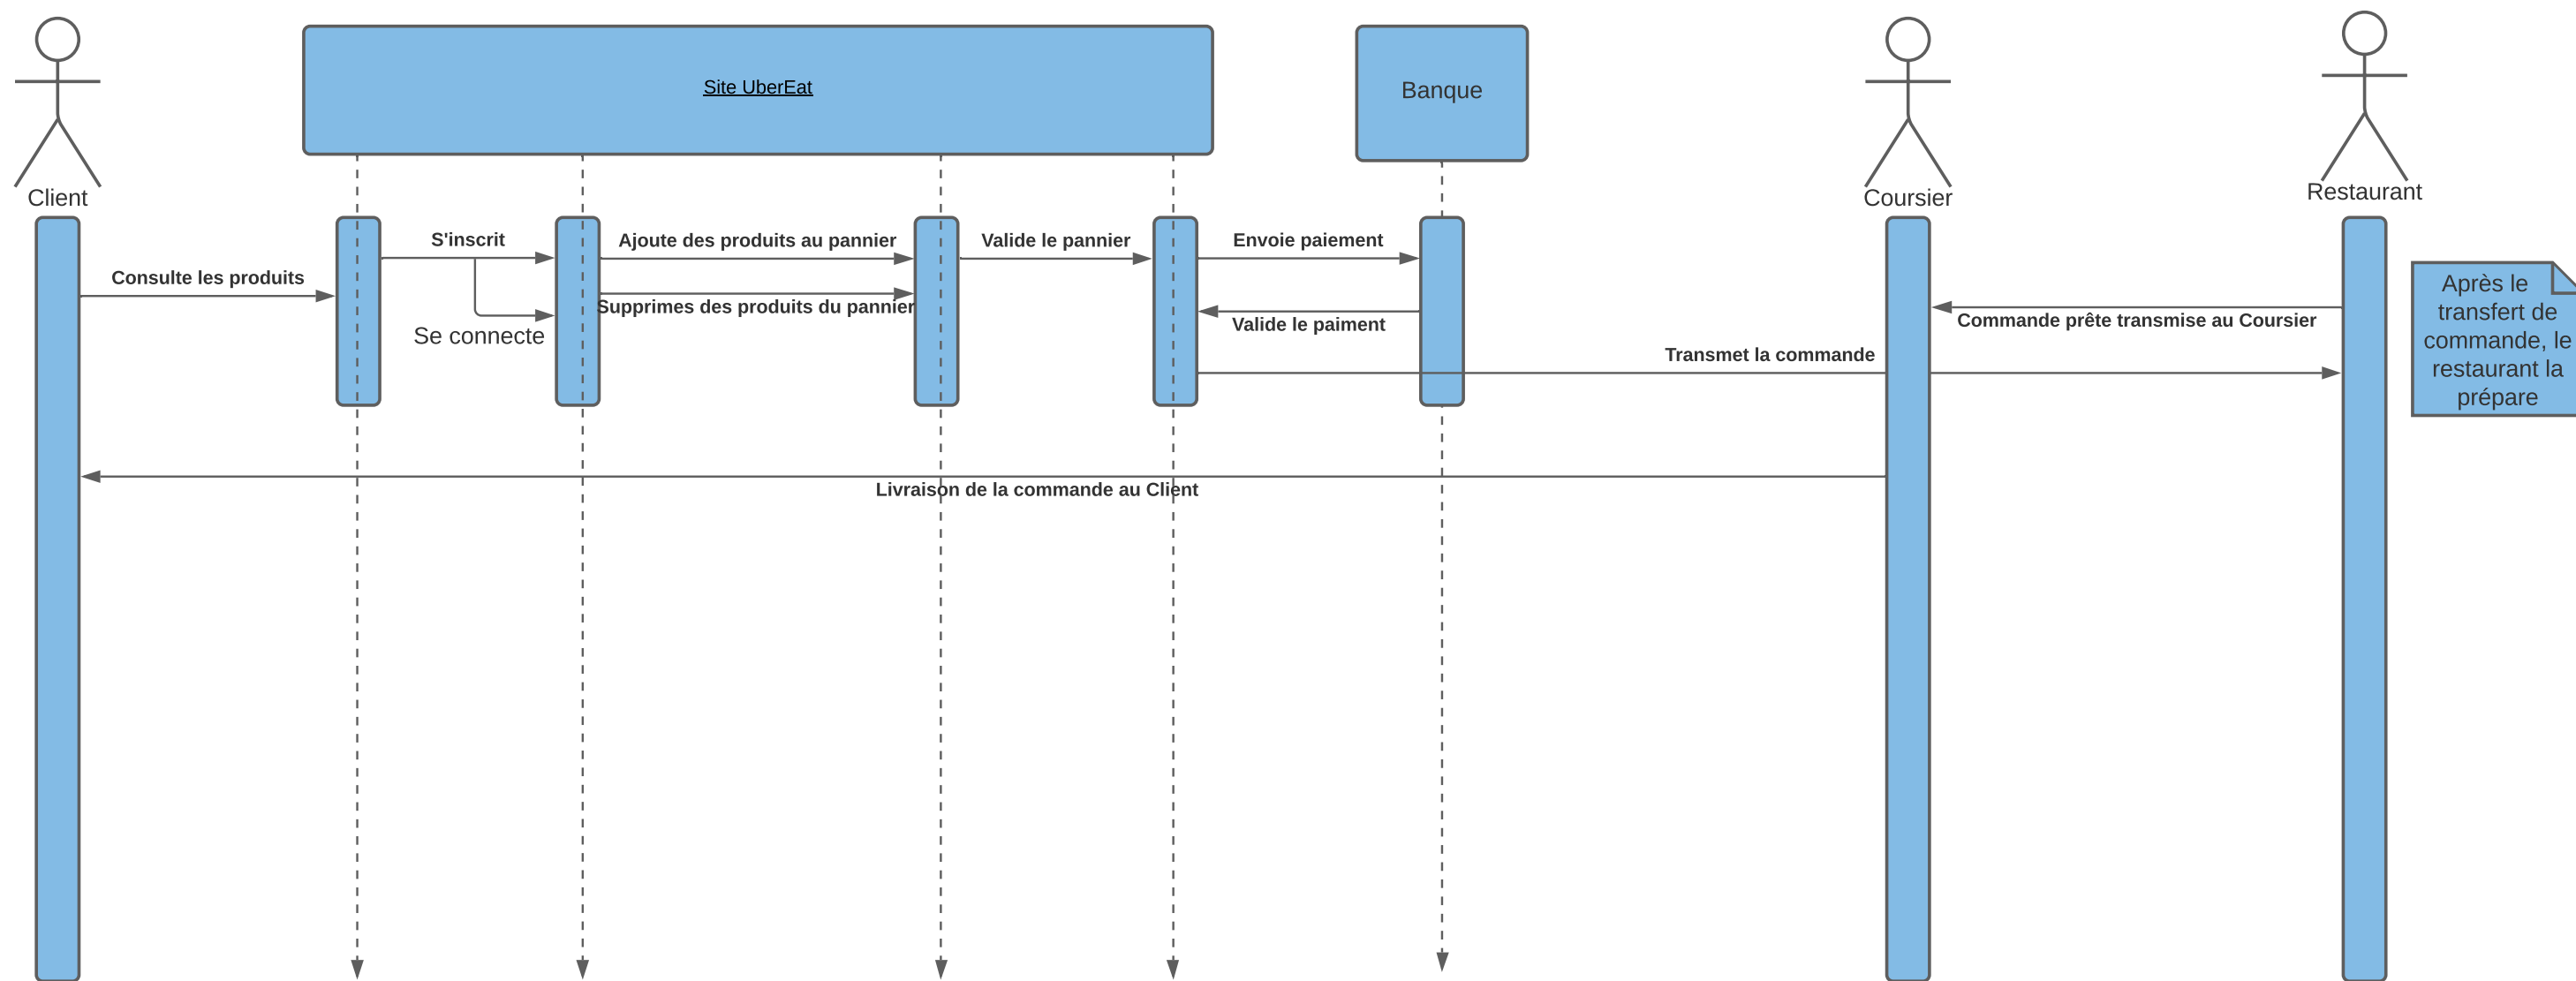 Site UberEat
Banque
Client
Coursier
Restaurant
S'inscrit
Ajoute des produits au pannier
Valide le pannier
Envoie paiement
Consulte les produits
Supprimes des produits du pannier
Se connecte
Valide le paiment
Commande prête transmise au Coursier
Transmet la commande
Après le
transfert de
commande, le
restaurant la
prépare
Livraison de la commande au Client